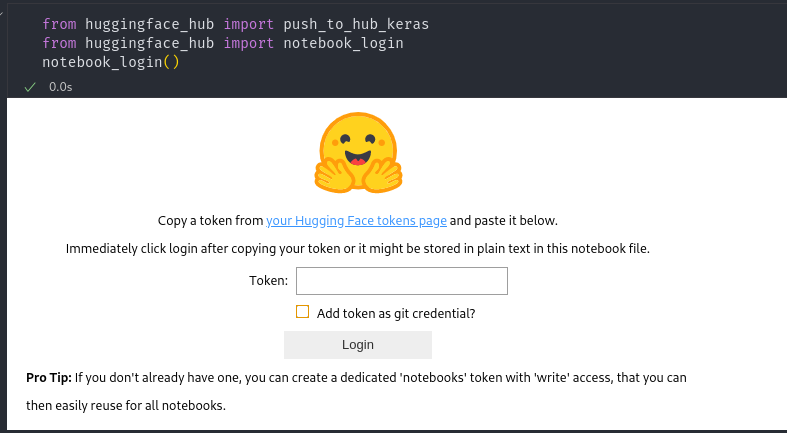 from huggingface_hub import push_to_hub_keras
from huggingface_hub import notebook_login
notebook_login()
0.0s
Copy a token from your Hugging Face tokens page and paste it below.
Immediately click login after copying your token or it might be stored in plain text in this notebook file.
Token:
Add token as git credential?
Login
Pro Tip: If you don't already have one, you can create a dedicated 'notebooks' token with 'write' access, that you can
then easily reuse for all notebooks.